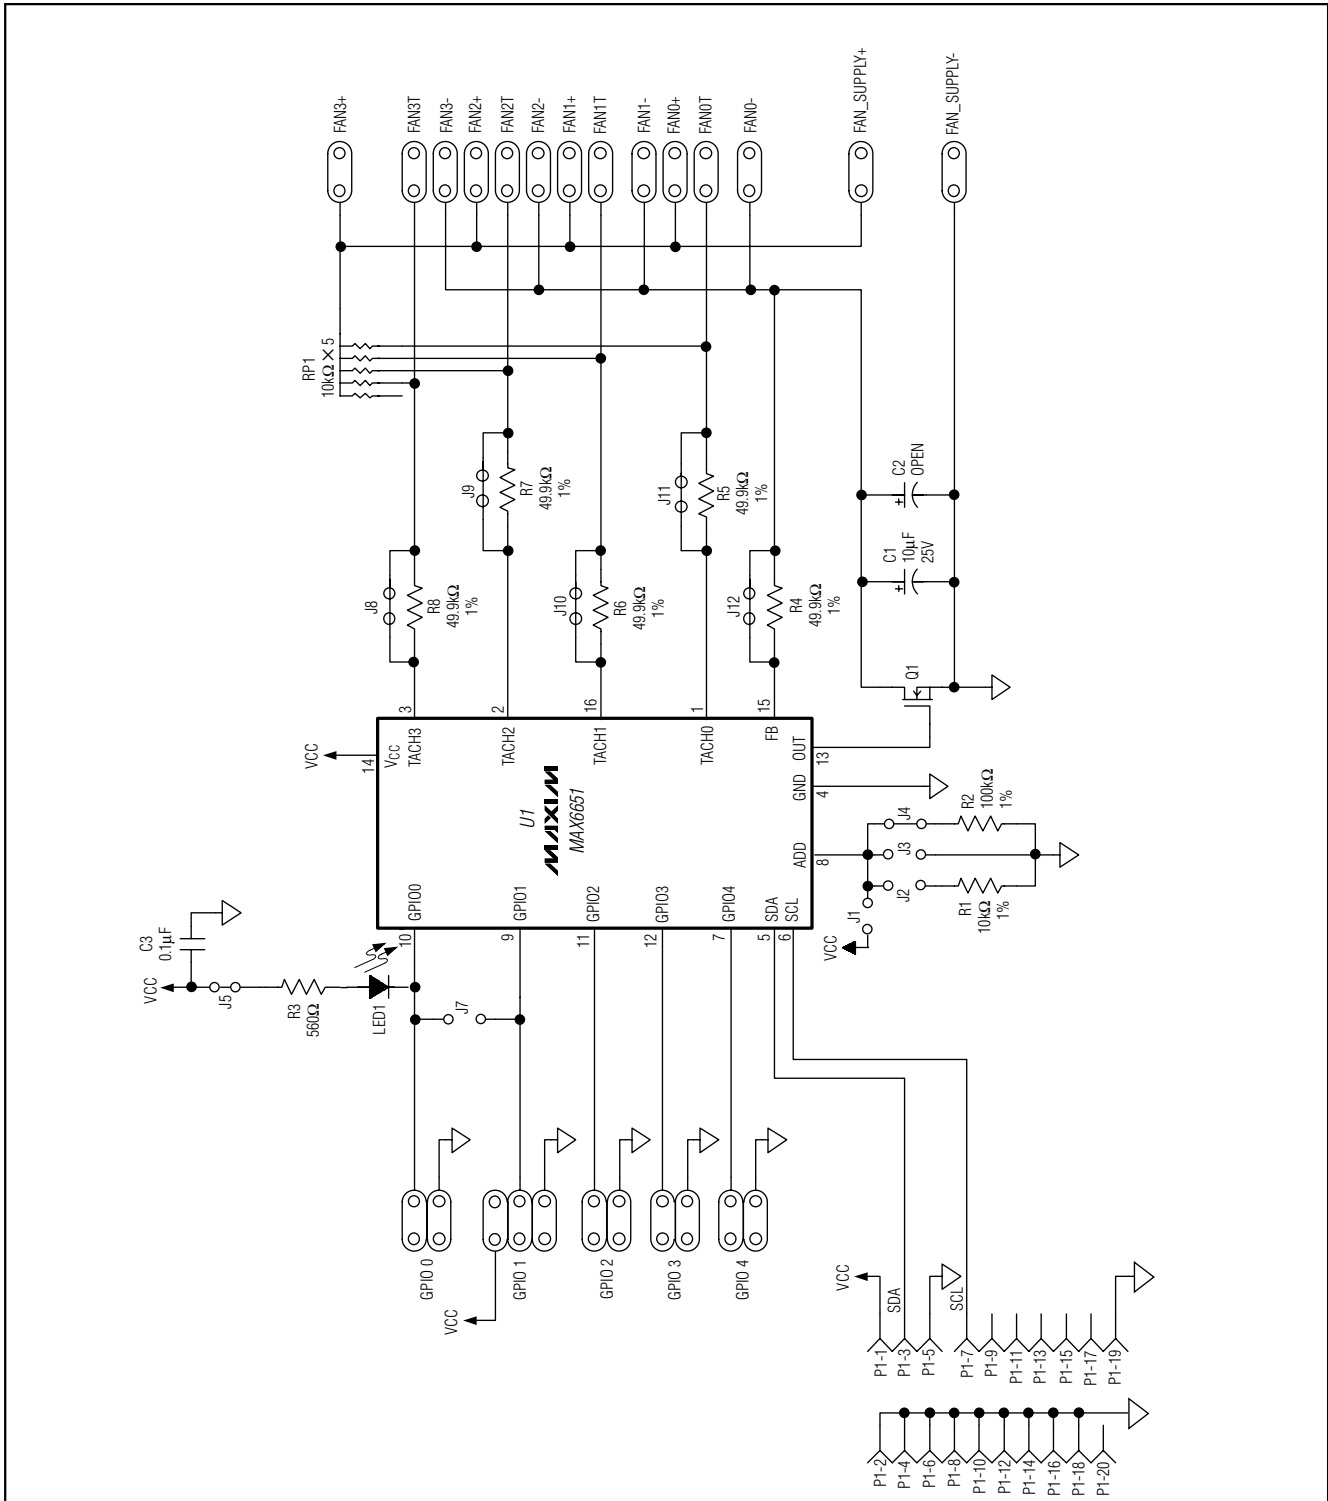 FAN3+
FAN3T
FAN3-
FAN2+
FAN2T
FAN2-
FAN1+
FAN1T
FAN1-
FAN0+
FAN0T
FAN0-
FAN_SUPPLY+
FAN_SUPPLY-
RP1
10kΩ × 5
J8
R8
49.9kΩ
1%
J9
R7
49.9kΩ
1%
J10
R6
49.9kΩ
1%
J11
R5
49.9kΩ
1%
J12
R4
49.9kΩ
1%
C1
10µF
25V
C2
OPEN
Q1
VCC
14
VCC
3
TACH3
2
TACH2
16
TACH1
1
TACH0
15
FB
U1
MAXIM
MAX6651
OUT
13
GND
4
ADD
8
GPIO0
10
GPIO1
9
GPIO2
11
GPIO3
12
GPIO4
7
SDA
5
SCL
6
J4
R2
100kΩ
1%
J3
J2
R1
10kΩ
1%
J1
VCC
C3
0.1µF
VCC
J5
R3
560Ω
LED1
J7
GPIO 0
GPIO 1
VCC
GPIO 2
GPIO 3
GPIO 4
VCC
SDA
SCL
P1-1
P1-3
P1-5
P1-7
P1-9
P1-11
P1-13
P1-15
P1-17
P1-19
P1-2
P1-4
P1-6
P1-8
P1-10
P1-12
P1-14
P1-16
P1-18
P1-20